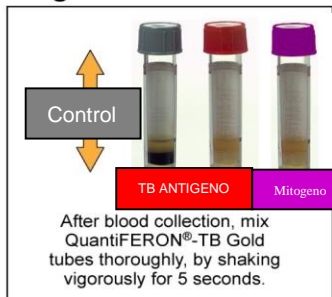 Control
TB ANTIGENO
Mitogeno
After blood collection, mix
QuantiFERON®-TB Gold
tubes thoroughly, by shaking
vigorously for 5 seconds.